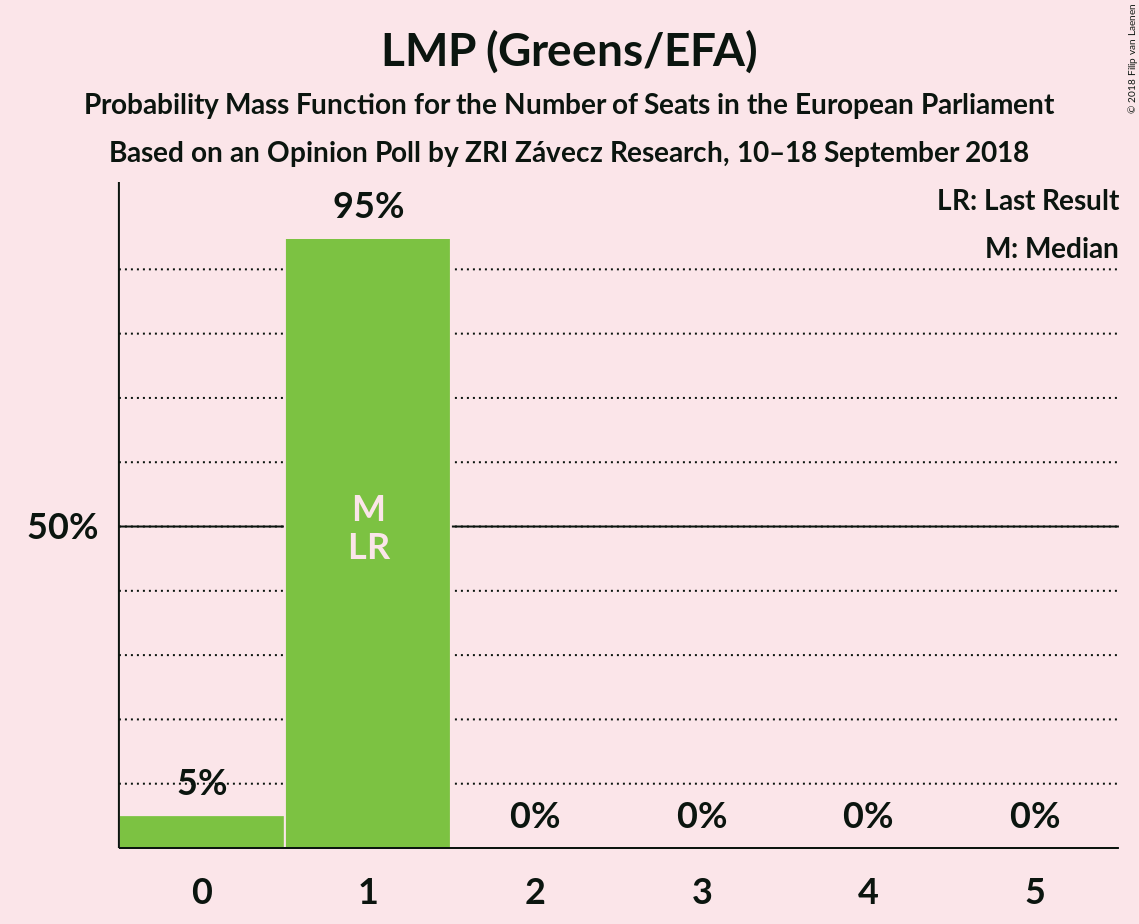 LMP (Greens/EFA)
Probability Mass Function for the Number of Seats in the European Parliament
Based on an Opinion Poll by ZRI Závecz Research, 10–18 September 2018
© 2018 Filip van Laenen
LR: Last Result
M: Median
95%
M
LR
50%
5%
0%
0%
0%
0%
0
1
2
3
4
5